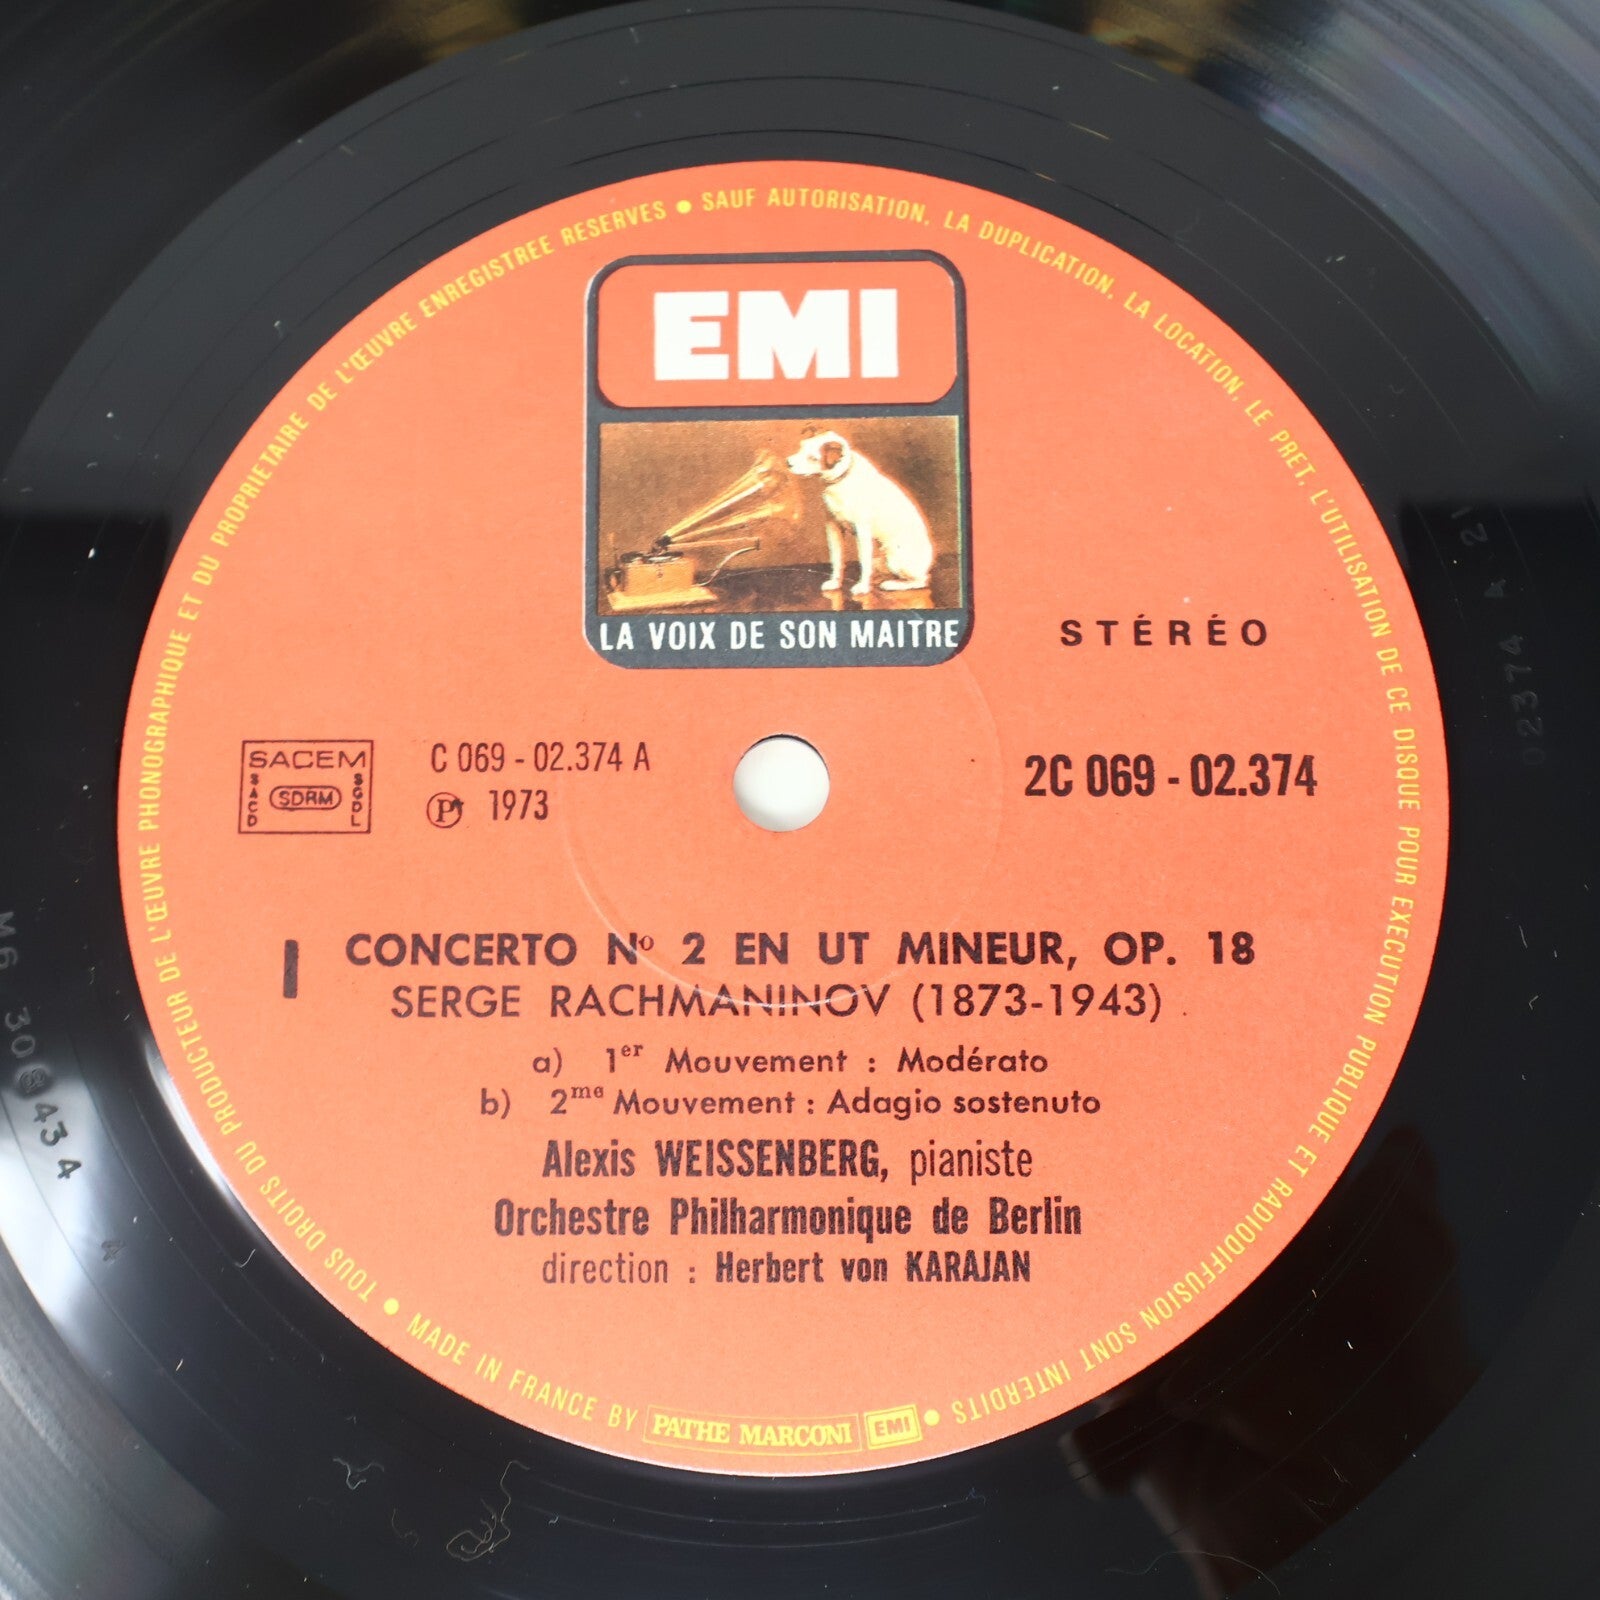 TOUS DROITS DU PRODUCTEUR DE L'ŒUVRE PHONOGRAPHIQUE ET DU PROPRIETAIRE DE L'ŒUVRE ENREGISTREE RESERVES • SAUF AUTORISATION, LA DUPLICATION, LA LOCATION, LE PRET, L'UTILISATION DE CE DISQUE POUR EXECUTION PUBLIQUE ET RADIODIFFUSION SONT INTERDITS •
EMI
LA VOIX DE SON MAITRE
STÉRÉO
SACEM
SACD
SDRM
SGDL
C 069 - 02.374 A
℗ 1973
2C 069 - 02.374
I
CONCERTO No 2 EN UT MINEUR, OP. 18
SERGE RACHMANINOV (1873-1943)
a) 1er Mouvement : Modérato
b) 2me Mouvement : Adagio sostenuto
Alexis WEISSENBERG, pianiste
Orchestre Philharmonique de Berlin
direction : Herbert von KARAJAN
• MADE IN FRANCE BY PATHE MARCONI EMI
M6 308434
4
02374